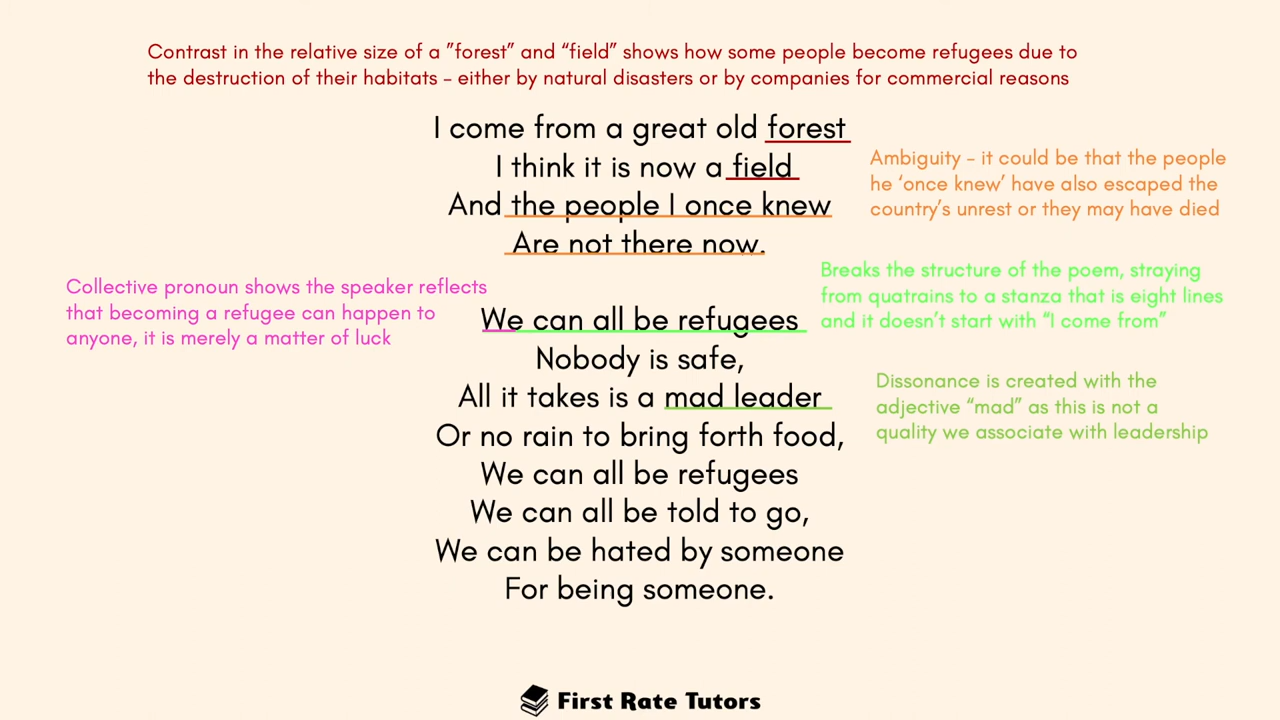 Contrast in the relative size of a "forest" and “field” shows how some people become refugees due to
the destruction of their habitats – either by natural disasters or by companies for commercial reasons
I come from a great old forest
I think it is now a field
And the people I once knew
Are not there now.
Ambiguity – it could be that the people
he ‘once knew’ have also escaped the
country’s unrest or they may have died
Collective pronoun shows the speaker reflects
that becoming a refugee can happen to
anyone, it is merely a matter of luck
Breaks the structure of the poem, straying
from quatrains to a stanza that is eight lines
and it doesn’t start with “I come from”
We can all be refugees
Nobody is safe,
All it takes is a mad leader
Or no rain to bring forth food,
We can all be refugees
We can all be told to go,
We can be hated by someone
For being someone.
Dissonance is created with the
adjective “mad” as this is not a
quality we associate with leadership
First Rate Tutors